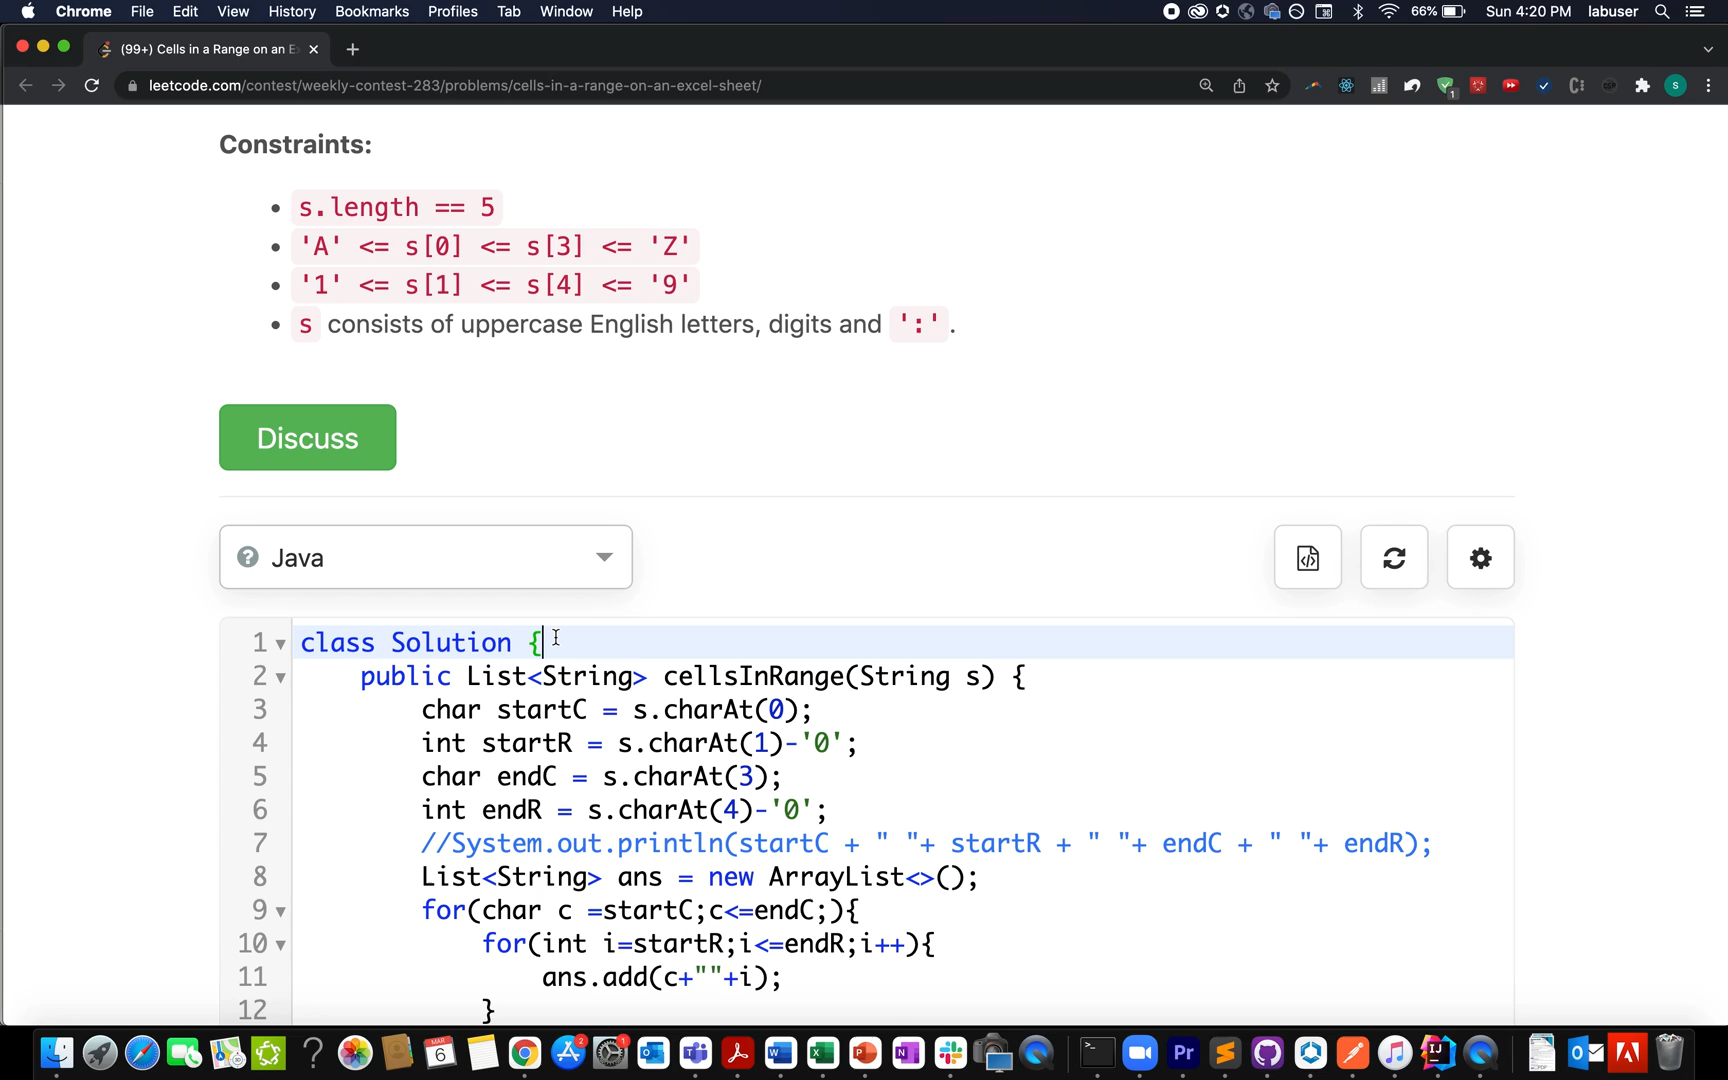 Chrome File Edit View History Bookmarks Profiles Tab Window Help 66% Sun 4:20 PM labuser
(99+) Cells in a Range on an E
leetcode.com/contest/weekly-contest-283/problems/cells-in-a-range-on-an-excel-sheet/
Constraints:
s.length == 5
'A' <= s[0] <= s[3] <= 'Z'
'1' <= s[1] <= s[4] <= '9'
s consists of uppercase English letters, digits and ':'.
Discuss
Java
1 class Solution {
2 public List<String> cellsInRange(String s) {
3 char startC = s.charAt(0);
4 int startR = s.charAt(1)-'0';
5 char endC = s.charAt(3);
6 int endR = s.charAt(4)-'0';
7 //System.out.println(startC + " "+ startR + " "+ endC + " "+ endR);
8 List<String> ans = new ArrayList<>();
9 for(char c =startC;c<=endC;){
10 for(int i=startR;i<=endR;i++){
11 ans.add(c+""+i);
12 }